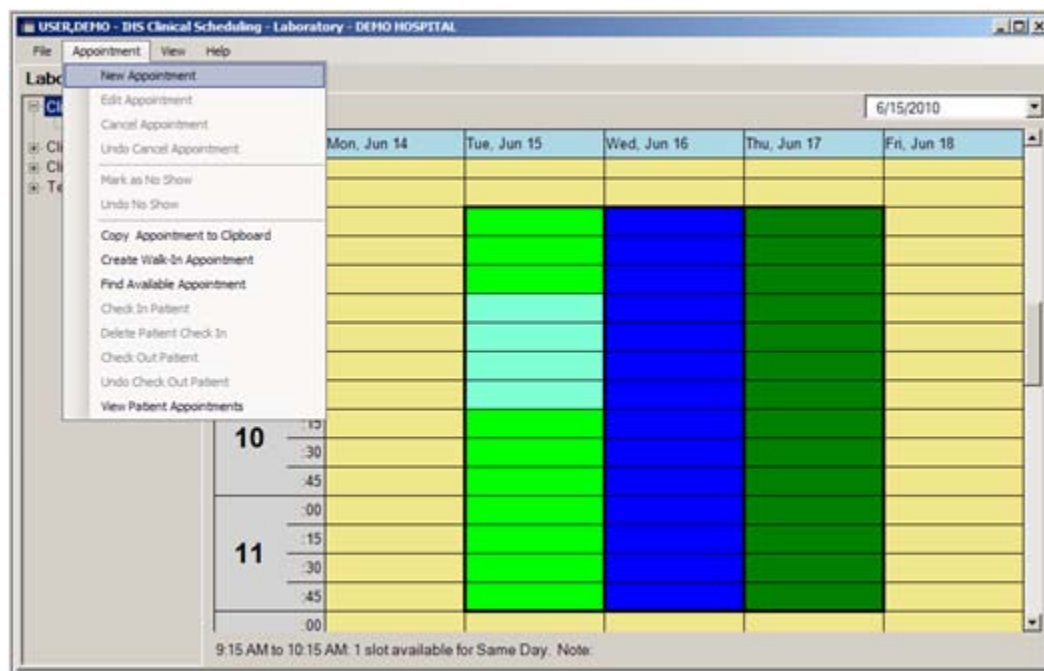 USER,DEMO - IHS Clinical Scheduling - Laboratory - DEMO HOSPITAL
File Appointment View Help
Labo
New Appointment
Edit Appointment
Cancel Appointment
Undo Cancel Appointment
Mark as No Show
Undo No Show
Copy Appointment to Clipboard
Create Walk-In Appointment
Find Available Appointment
Check In Patient
Delete Patient Check In
Check Out Patient
Undo Check Out Patient
View Patient Appointments
Cli
Cli
Cli
Te
6/15/2010
Mon, Jun 14 Tue, Jun 15 Wed, Jun 16 Thu, Jun 17 Fri, Jun 18
:15
10
:30
:45
:00
:15
11
:30
:45
:00
9:15 AM to 10:15 AM: 1 slot available for Same Day. Note: